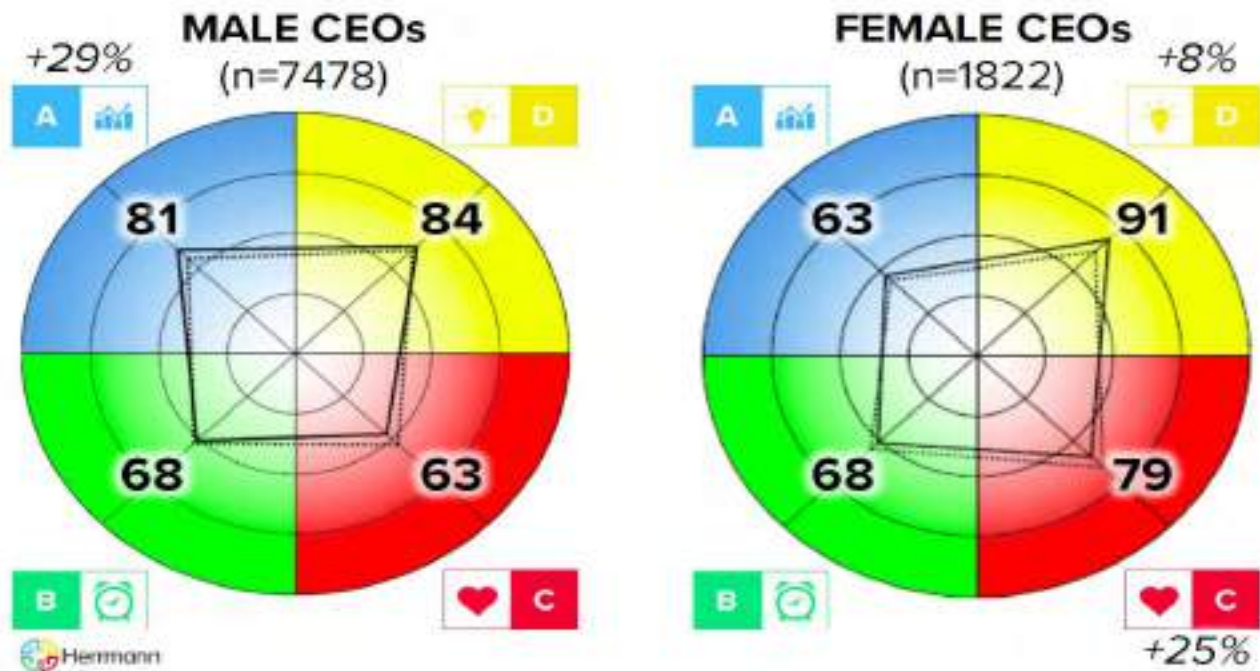 MALE CEOs
+29%
(n=7478)
A
D
81
84
68
63
B
C
Herrmann
FEMALE CEOs
+8%
(n=1822)
A
D
63
91
68
79
B
C
+25%